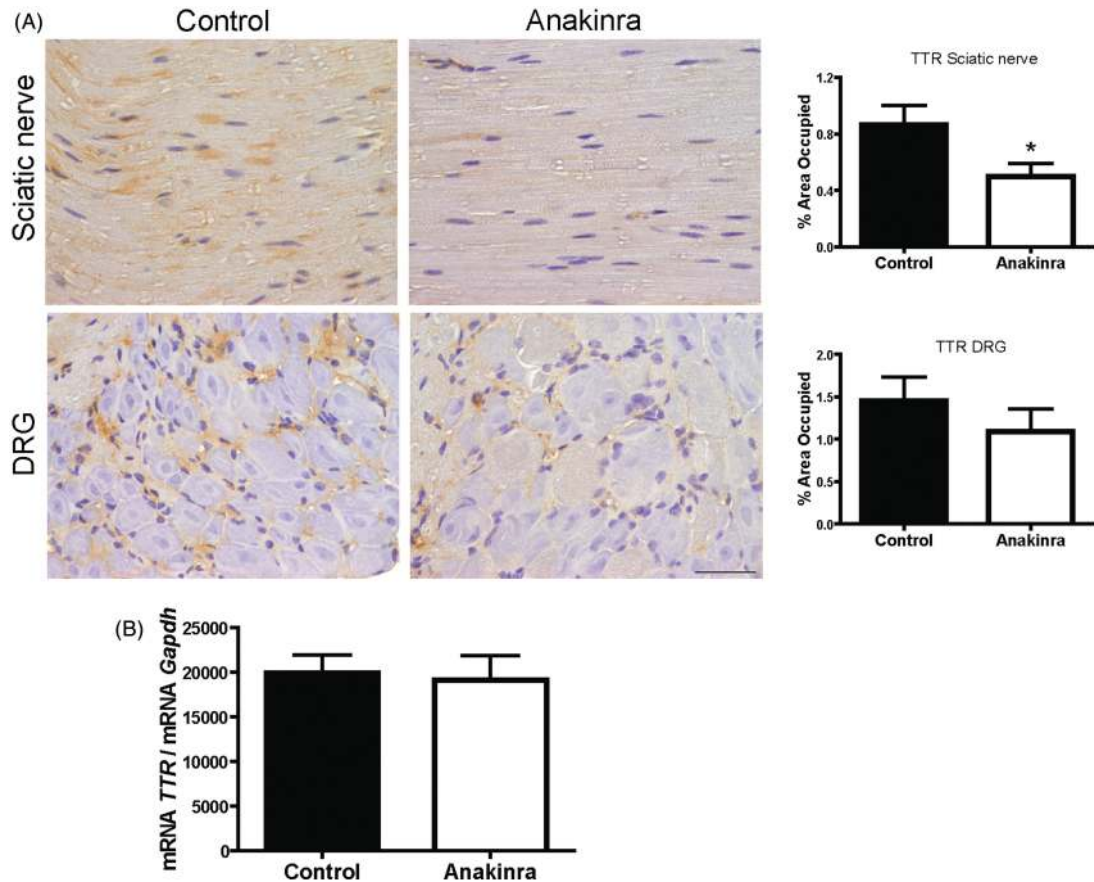 (A)
Control
Anakinra
Sciatic nerve
DRG
TTR Sciatic nerve
% Area Occupied
1.2
0.8
0.4
0.0
*
Control
Anakinra
TTR DRG
% Area Occupied
2.0
1.5
1.0
0.5
0.0
Control
Anakinra
(B)
mRNA TTR / mRNA Gapdh
25000
20000
15000
10000
5000
0
Control
Anakinra